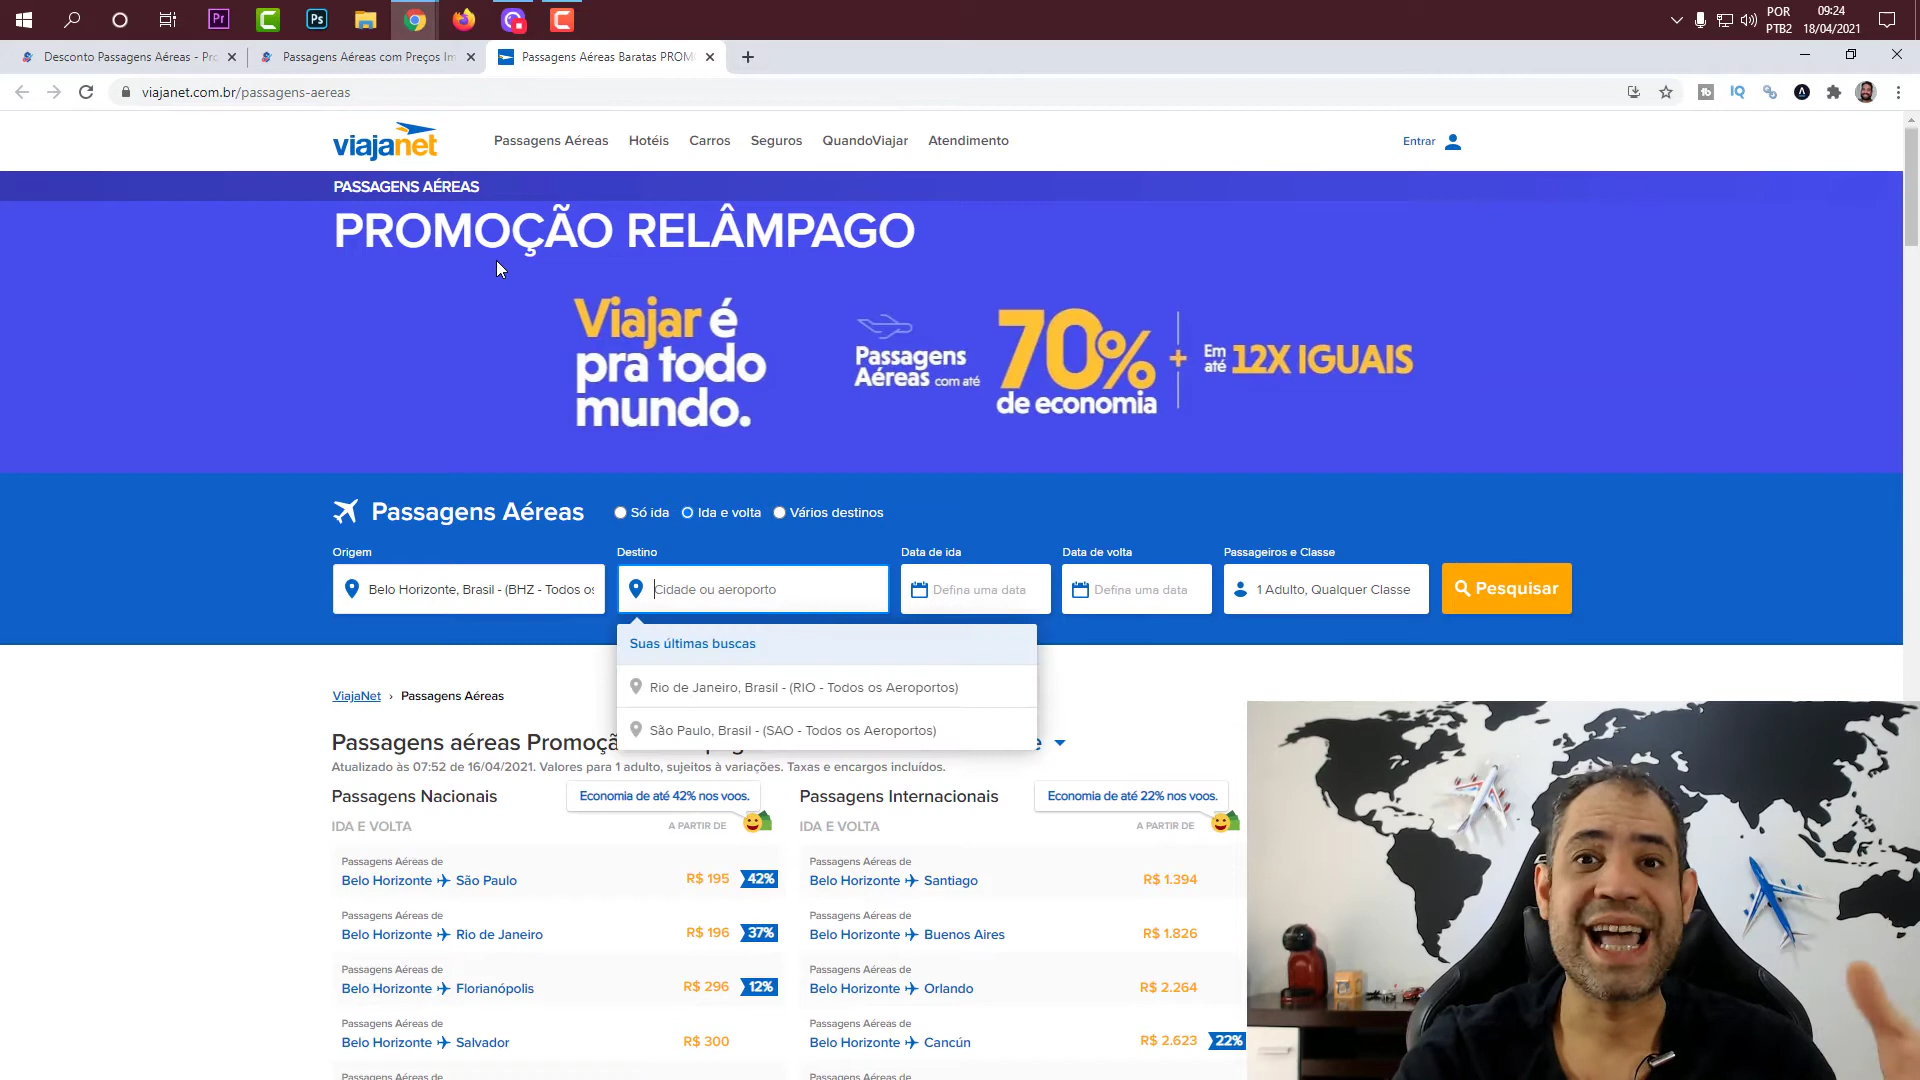 Pr
Ps
POR
PTB2
09:24
18/04/2021
Desconto Passagens Aéreas - Pro
Passagens Aéreas com Preços Im
Passagens Aéreas Baratas PROM
viajanet.com.br/passagens-aereas
IQ
viajanet
Passagens Aéreas
Hotéis
Carros
Seguros
QuandoViajar
Atendimento
Entrar
PASSAGENS AÉREAS
PROMOÇÃO RELÂMPAGO
Viajar é
pra todo
mundo.
Passagens
Aéreas com até
70%
de economia
+
Em
até
12X IGUAIS
Passagens Aéreas
Só ida
Ida e volta
Vários destinos
Origem
Destino
Data de ida
Data de volta
Passageiros e Classe
Belo Horizonte, Brasil - (BHZ - Todos os
Cidade ou aeroporto
Defina uma data
Defina uma data
1 Adulto, Qualquer Classe
Pesquisar
Suas últimas buscas
Rio de Janeiro, Brasil - (RIO - Todos os Aeroportos)
São Paulo, Brasil - (SAO - Todos os Aeroportos)
ViajaNet › Passagens Aéreas
Passagens aéreas
Atualizado às 07:52 de 16/04/2021. Valores para 1 adulto, sujeitos à variações. Taxas e encargos incluídos.
Passagens Nacionais
Economia de até 42% nos voos.
IDA E VOLTA
A PARTIR DE
Passagens Aéreas de
Belo Horizonte São Paulo
R$ 195
42%
Passagens Aéreas de
Belo Horizonte Rio de Janeiro
R$ 196
37%
Passagens Aéreas de
Belo Horizonte Florianópolis
R$ 296
12%
Passagens Aéreas de
Belo Horizonte Salvador
R$ 300
Passagens Aéreas de
Passagens Internacionais
Economia de até 22% nos voos.
IDA E VOLTA
A PARTIR DE
Passagens Aéreas de
Belo Horizonte Santiago
R$ 1.394
Passagens Aéreas de
Belo Horizonte Buenos Aires
R$ 1.826
Passagens Aéreas de
Belo Horizonte Orlando
R$ 2.264
Passagens Aéreas de
Belo Horizonte Cancún
R$ 2.623
22%
Passagens Aéreas de